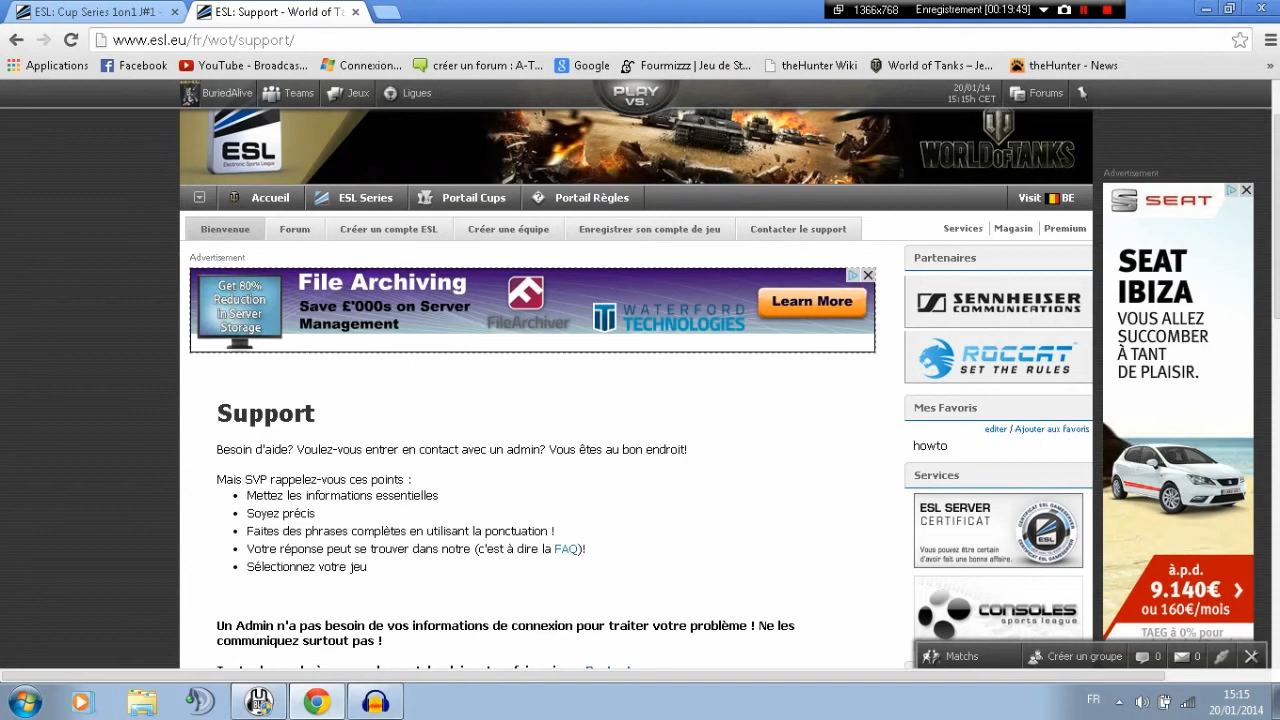 ESL: Cup Series 1on1 J#1
ESL: Support - World of Ta
1366x768
Enregistrement [00:19:49]
www.esl.eu/fr/wot/support/
Applications
Facebook
YouTube - Broadcas...
Connexion...
créer un forum : A-T...
Google
Fourmizzz | Jeu de St...
theHunter Wiki
World of Tanks – Je...
theHunter - News
»
BuriedAlive
Teams
Jeux
Ligues
PLAY
VS.
20/01/14
15:15h CET
Forums
ESL
Electronic Sports League
WORLD OF TANKS
Accueil
ESL Series
Portail Cups
Portail Règles
Visit BE
Bienvenue
Forum
Créer un compte ESL
Créer une équipe
Enregistrer son compte de jeu
Contacter le support
Services
Magasin
Premium
Advertisement
Get 80%
Reduction
in Server
Storage
File Archiving
Save £'000s on Server
Management
FileArchiver
WATERFORD
TECHNOLOGIES
Learn More
Support
Besoin d'aide? Voulez-vous entrer en contact avec un admin? Vous êtes au bon endroit!
Mais SVP rappelez-vous ces points :
Mettez les informations essentielles
Soyez précis
Faites des phrases complètes en utilisant la ponctuation !
Votre réponse peut se trouver dans notre (c'est à dire la FAQ)!
Sélectionnez votre jeu
Un Admin n'a pas besoin de vos informations de connexion pour traiter votre problème ! Ne les
communiquez surtout pas !
Partenaires
SENNHEISER
COMMUNICATIONS
ROCCAT
SET THE RULES
Mes Favoris
editer / Ajouter aux favoris
howto
Services
ESL SERVER
CERTIFICAT
Vous pouvez être certain
d'avoir fait une bonne affaire.
ESL
CONSOLES
sports league
Advertisement
SEAT
SEAT
IBIZA
VOUS ALLEZ
SUCCOMBER
À TANT
DE PLAISIR.
à.p.d.
9.140€
ou 160€/mois
TAEG à 0% pour
Matchs
Créer un groupe
0
0
FR
15:15
20/01/2014